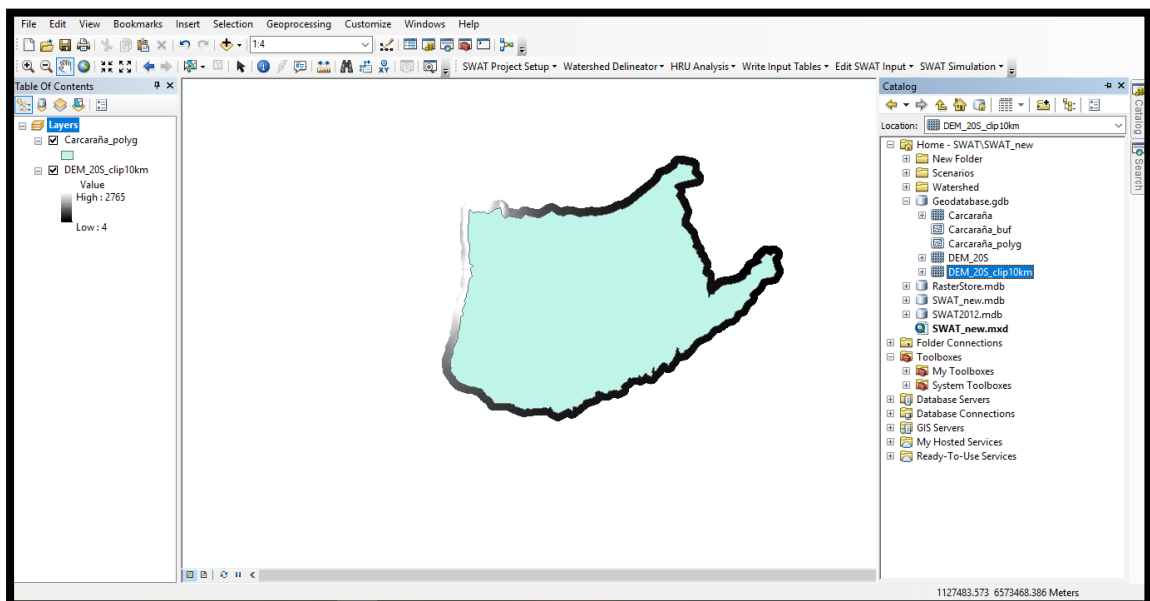 File Edit View Bookmarks Insert Selection Geoprocessing Customize Windows Help
1:4
SWAT Project Setup Watershed Delineator HRU Analysis Write Input Tables Edit SWAT Input SWAT Simulation
Table Of Contents
Layers
Carcaraña_polyg
DEM_20S_clip10km
Value
High : 2765
Low : 4
Catalog
Location: DEM_20S_clip10km
Home - SWAT\SWAT_new
New Folder
Scenarios
Watershed
Geodatabase.gdb
Carcaraña
Carcaraña_buf
Carcaraña_polyg
DEM_20S
DEM_20S_clip10km
RasterStore.mdb
SWAT_new.mdb
SWAT2012.mdb
SWAT_new.mxd
Folder Connections
Toolboxes
My Toolboxes
System Toolboxes
Database Servers
Database Connections
GIS Servers
My Hosted Services
Ready-To-Use Services
Catalog
Search
1127483.573 6573468.386 Meters